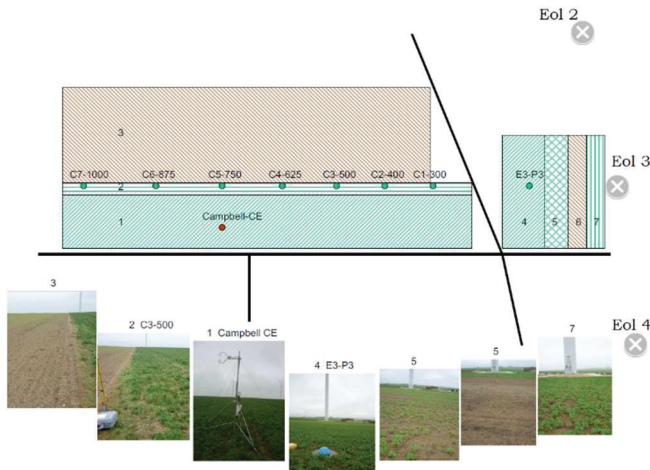 Eol 2
3
C7-1000 C6-875 C5-750 C4-625 C3-500 C2-400 C1-300
2
Eol 3
E3-P3
1
Campbell-CE
4 5 6 7
3
2 C3-500
1 Campbell CE
4 E3-P3
5
5
7
Eol 4